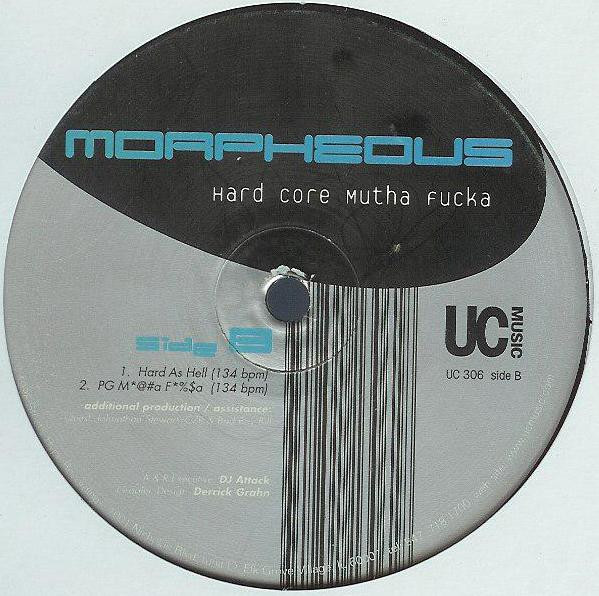 MORPHEOUS
Hard Core Mutha Fucka
UC MUSIC
UC 306 side B
side B
1. Hard As Hell (134 bpm)
2. PG M*@#a F*%$a (134 bpm)
additional production / assistance:
A & R Executive: DJ Attack
Design: Derrick Grahn
Elk Grove Village, IL